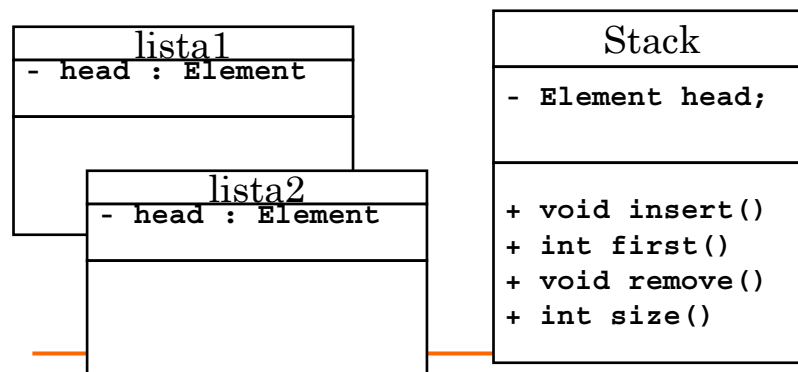 lista1
- head : Element
lista2
- head : Element
Stack
- Element head;
+ void insert()
+ int first()
+ void remove()
+ int size()